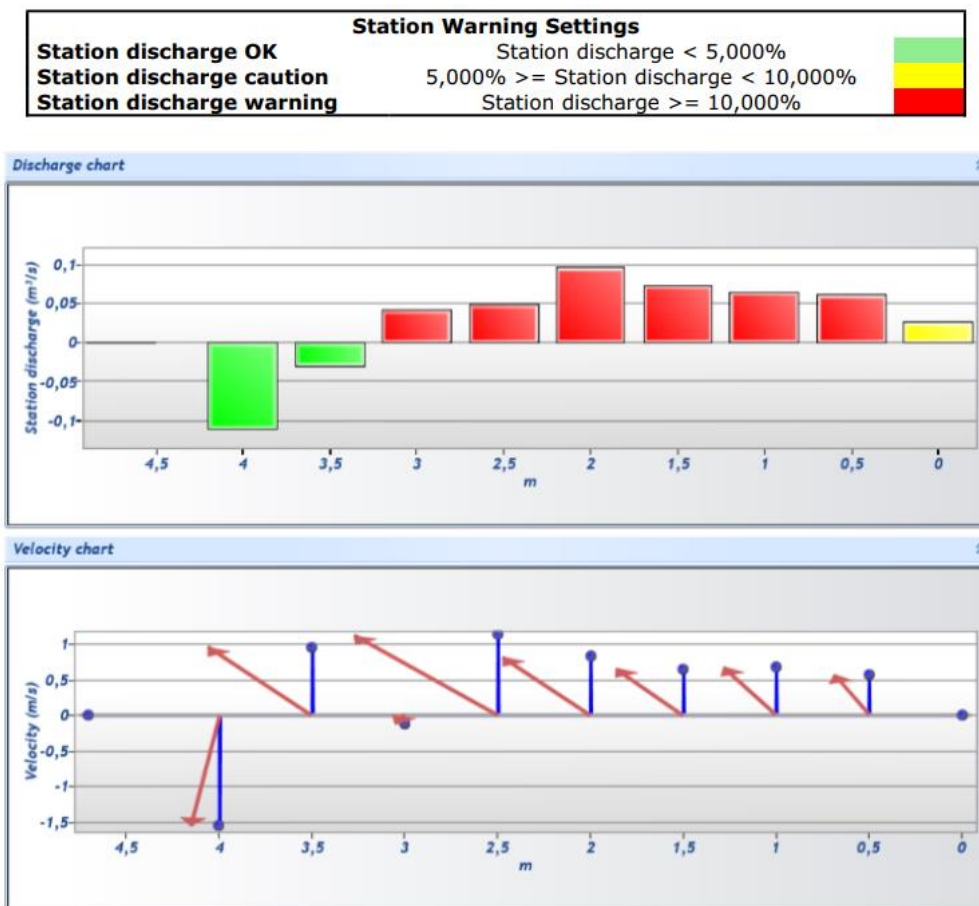 Station Warning Settings
Station discharge OK Station discharge < 5,000%
Station discharge caution 5,000% >= Station discharge < 10,000%
Station discharge warning Station discharge >= 10,000%
Discharge chart
Station discharge (m³/s)
0,1
0,05
0
-0,05
-0,1
4,5 4 3,5 3 2,5 2 1,5 1 0,5 0
m
Velocity chart
Velocity (m/s)
1
0,5
0
-0,5
-1
-1,5
4,5 4 3,5 3 2,5 2 1,5 1 0,5 0
m